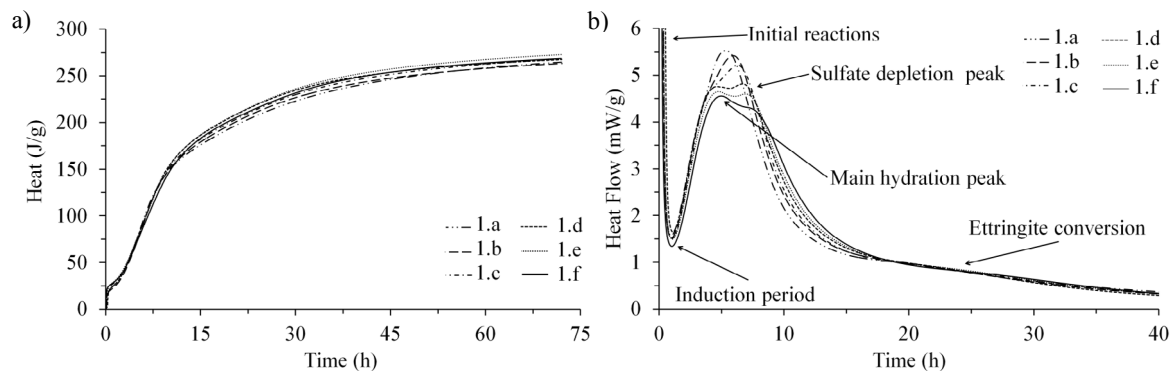 a)
300
250
200
150
100
50
0
Heat (J/g)
0
15
30
45
60
75
Time (h)
1.a
1.b
1.c
1.d
1.e
1.f
b)
6
5
4
3
2
1
0
Heat Flow (mW/g)
0
10
20
30
40
Time (h)
Initial reactions
Sulfate depletion peak
Main hydration peak
Ettringite conversion
Induction period
1.a
1.b
1.c
1.d
1.e
1.f